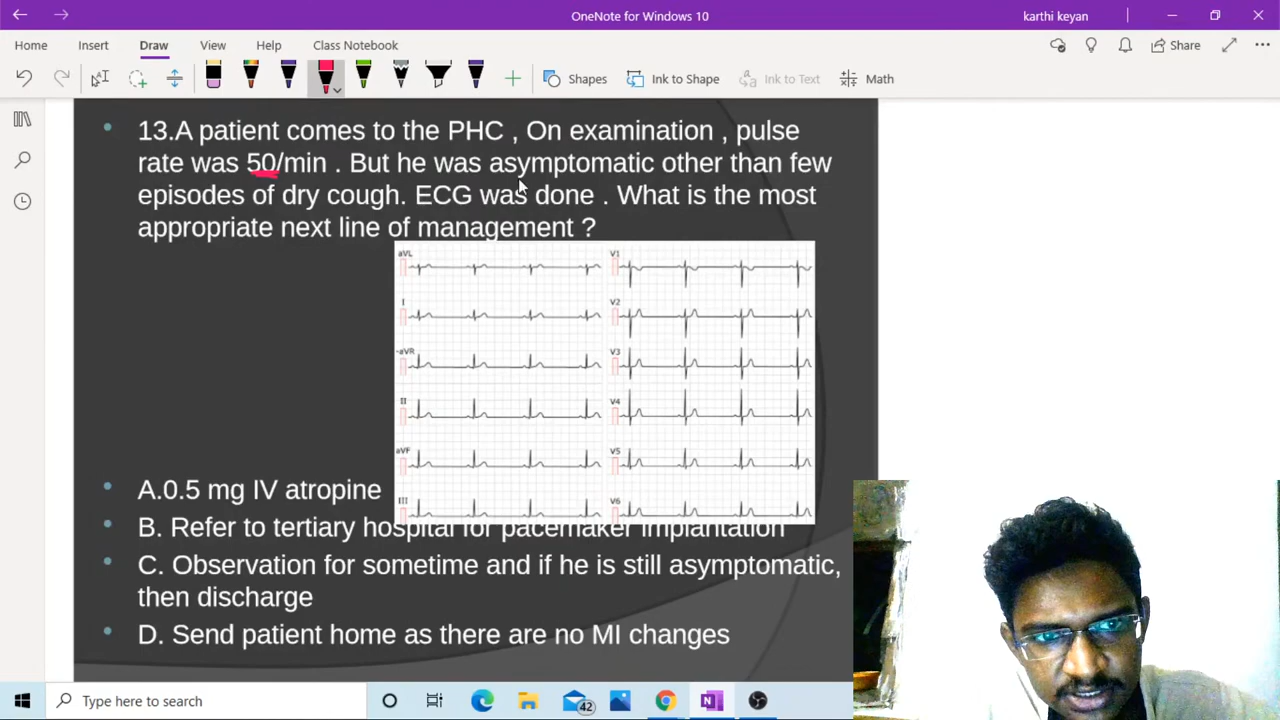 OneNote for Windows 10
karthi keyan
Home Insert Draw View Help Class Notebook
Share
Shapes Ink to Shape Ink to Text Math
13.A patient comes to the PHC , On examination , pulse
rate was 50/min . But he was asymptomatic other than few
episodes of dry cough. ECG was done . What is the most
appropriate next line of management ?
aVL V1
I V2
-aVR V3
II V4
aVF V5
III V6
A.0.5 mg IV atropine
B. Refer to tertiary hospital for pacemaker implantation
C. Observation for sometime and if he is still asymptomatic,
then discharge
D. Send patient home as there are no MI changes
Type here to search
42